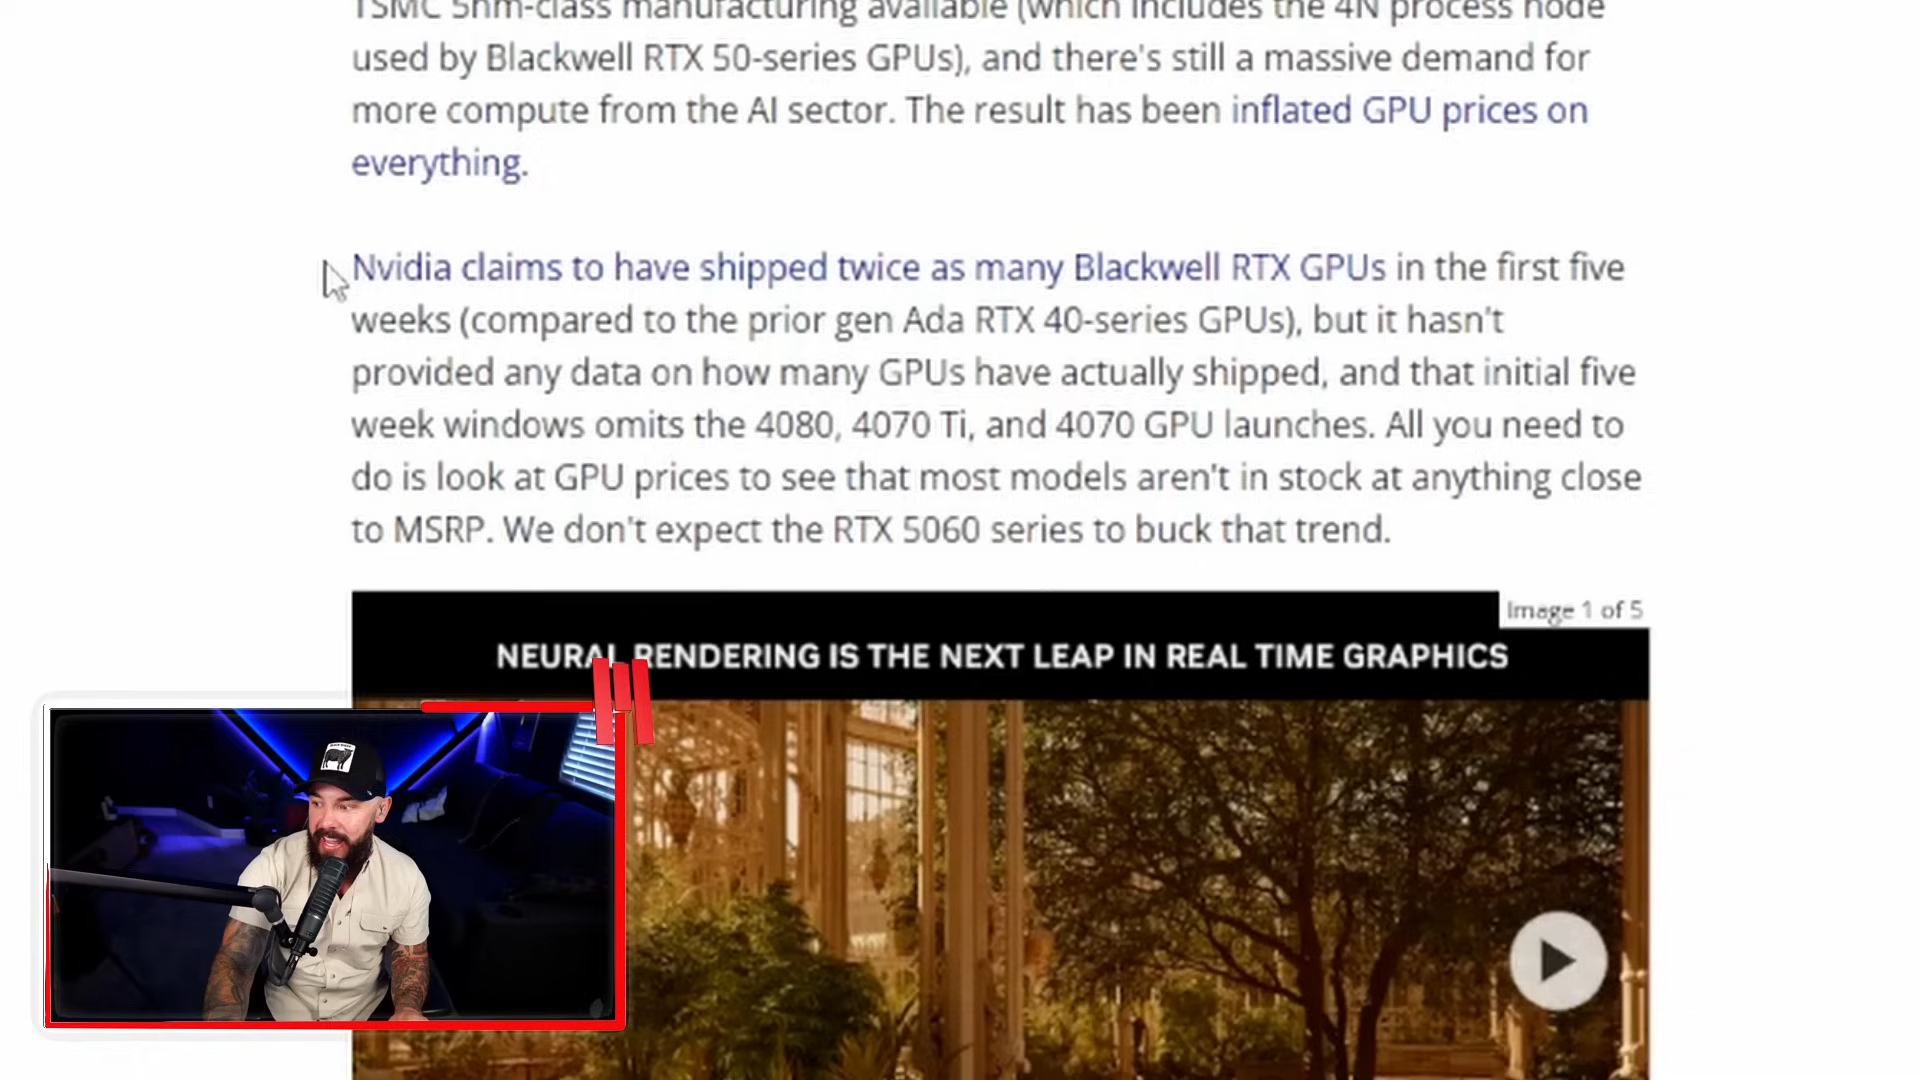 TSMC 5nm-class manufacturing available (which includes the 4N process node
used by Blackwell RTX 50-series GPUs), and there's still a massive demand for
more compute from the AI sector. The result has been inflated GPU prices on
everything.
Nvidia claims to have shipped twice as many Blackwell RTX GPUs in the first five
weeks (compared to the prior gen Ada RTX 40-series GPUs), but it hasn't
provided any data on how many GPUs have actually shipped, and that initial five
week windows omits the 4080, 4070 Ti, and 4070 GPU launches. All you need to
do is look at GPU prices to see that most models aren't in stock at anything close
to MSRP. We don't expect the RTX 5060 series to buck that trend.
Image 1 of 5
NEURAL RENDERING IS THE NEXT LEAP IN REAL TIME GRAPHICS